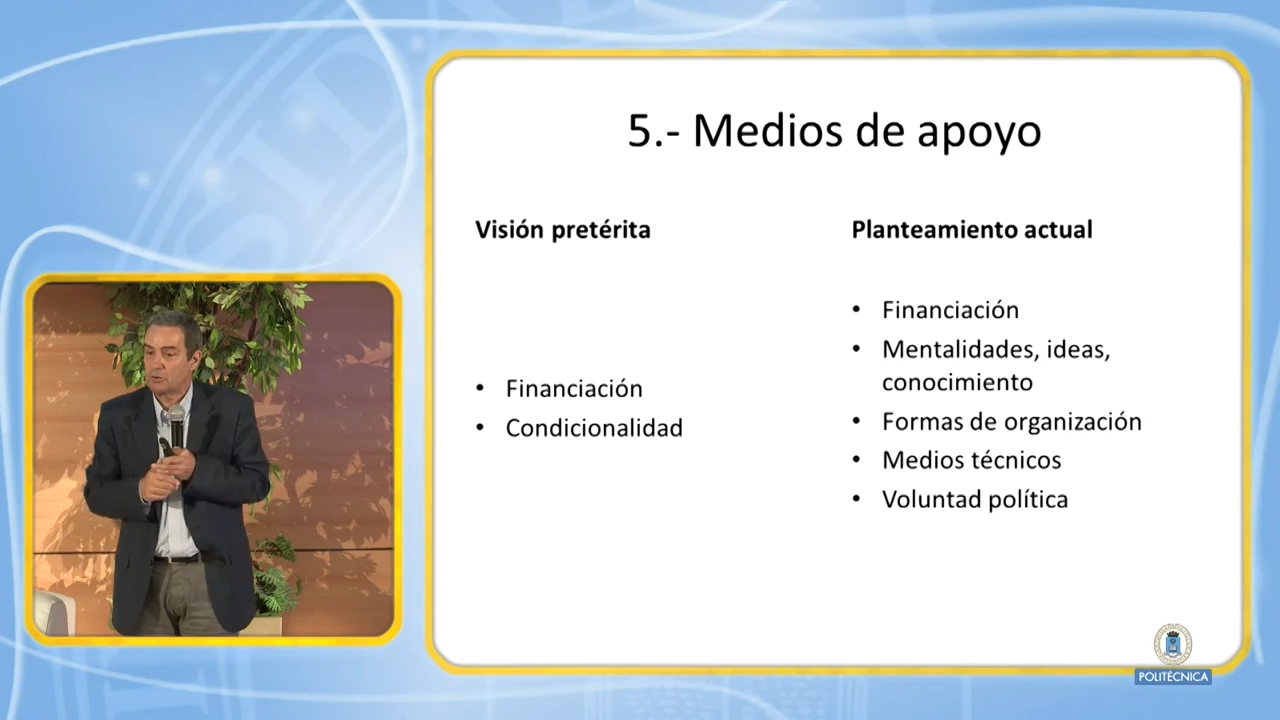 5.- Medios de apoyo
Visión pretérita
• Financiación
• Condicionalidad
Planteamiento actual
• Financiación
• Mentalidades, ideas,
conocimiento
• Formas de organización
• Medios técnicos
• Voluntad política
POLITÉCNICA